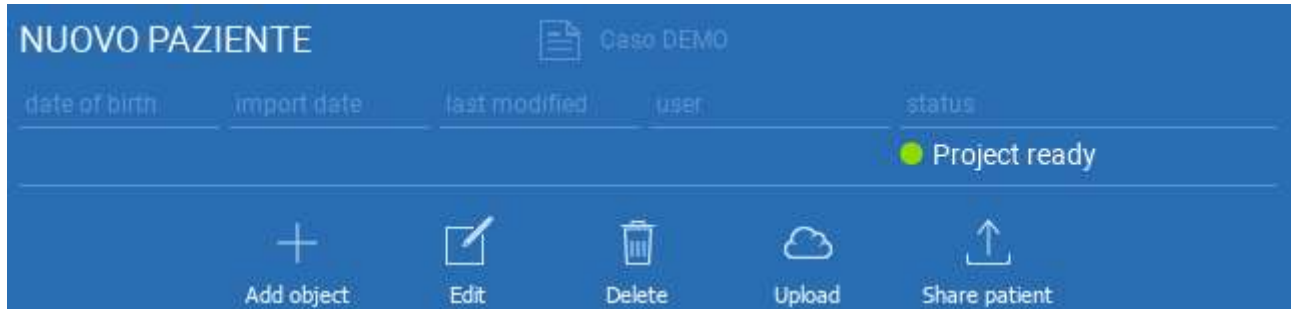 NUOVO PAZIENTE Caso DEMO
date of birth import date last modified user status
Project ready
Add object Edit Delete Upload Share patient